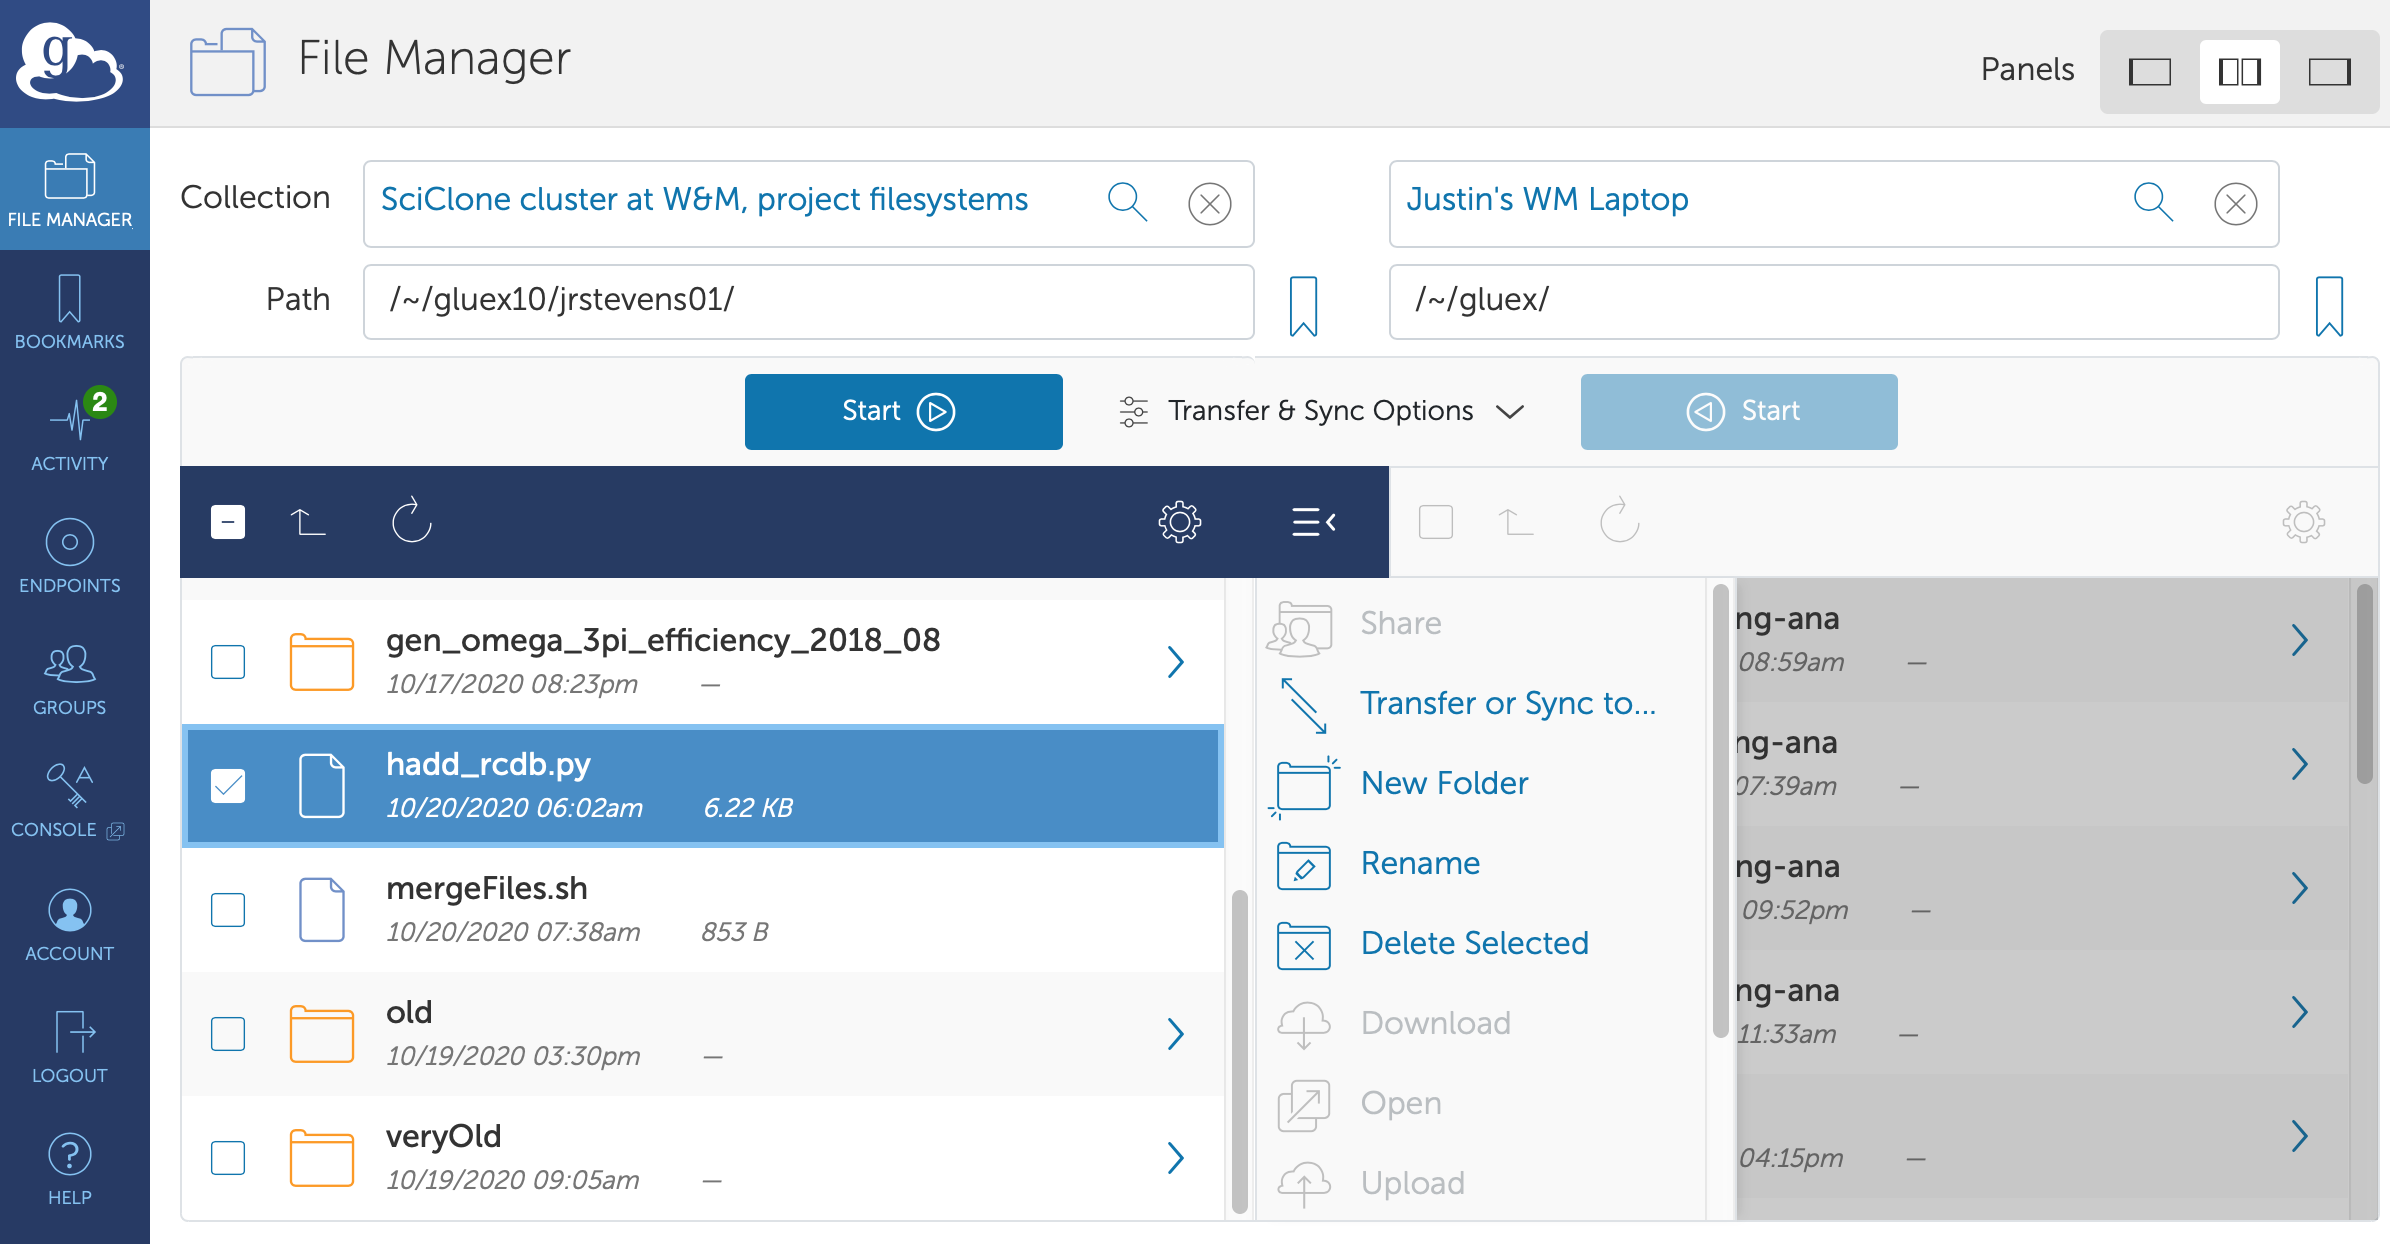 g
File Manager
Panels
FILE MANAGER
BOOKMARKS
2
ACTIVITY
ENDPOINTS
GROUPS
CONSOLE
ACCOUNT
LOGOUT
?
HELP
Collection
SciClone cluster at W&M, project filesystems
Justin's WM Laptop
Path
/~/gluex10/jrstevens01/
/~/gluex/
Start
Transfer & Sync Options
Start
gen_omega_3pi_efficiency_2018_08
10/17/2020 08:23pm —
hadd_rcdb.py
10/20/2020 06:02am 6.22 KB
mergeFiles.sh
10/20/2020 07:38am 853 B
old
10/19/2020 03:30pm —
veryOld
10/19/2020 09:05am —
Share
Transfer or Sync to...
New Folder
Rename
Delete Selected
Download
Open
Upload
ng-ana
08:59am —
ng-ana
07:39am —
ng-ana
09:52pm —
ng-ana
11:33am —
04:15pm —